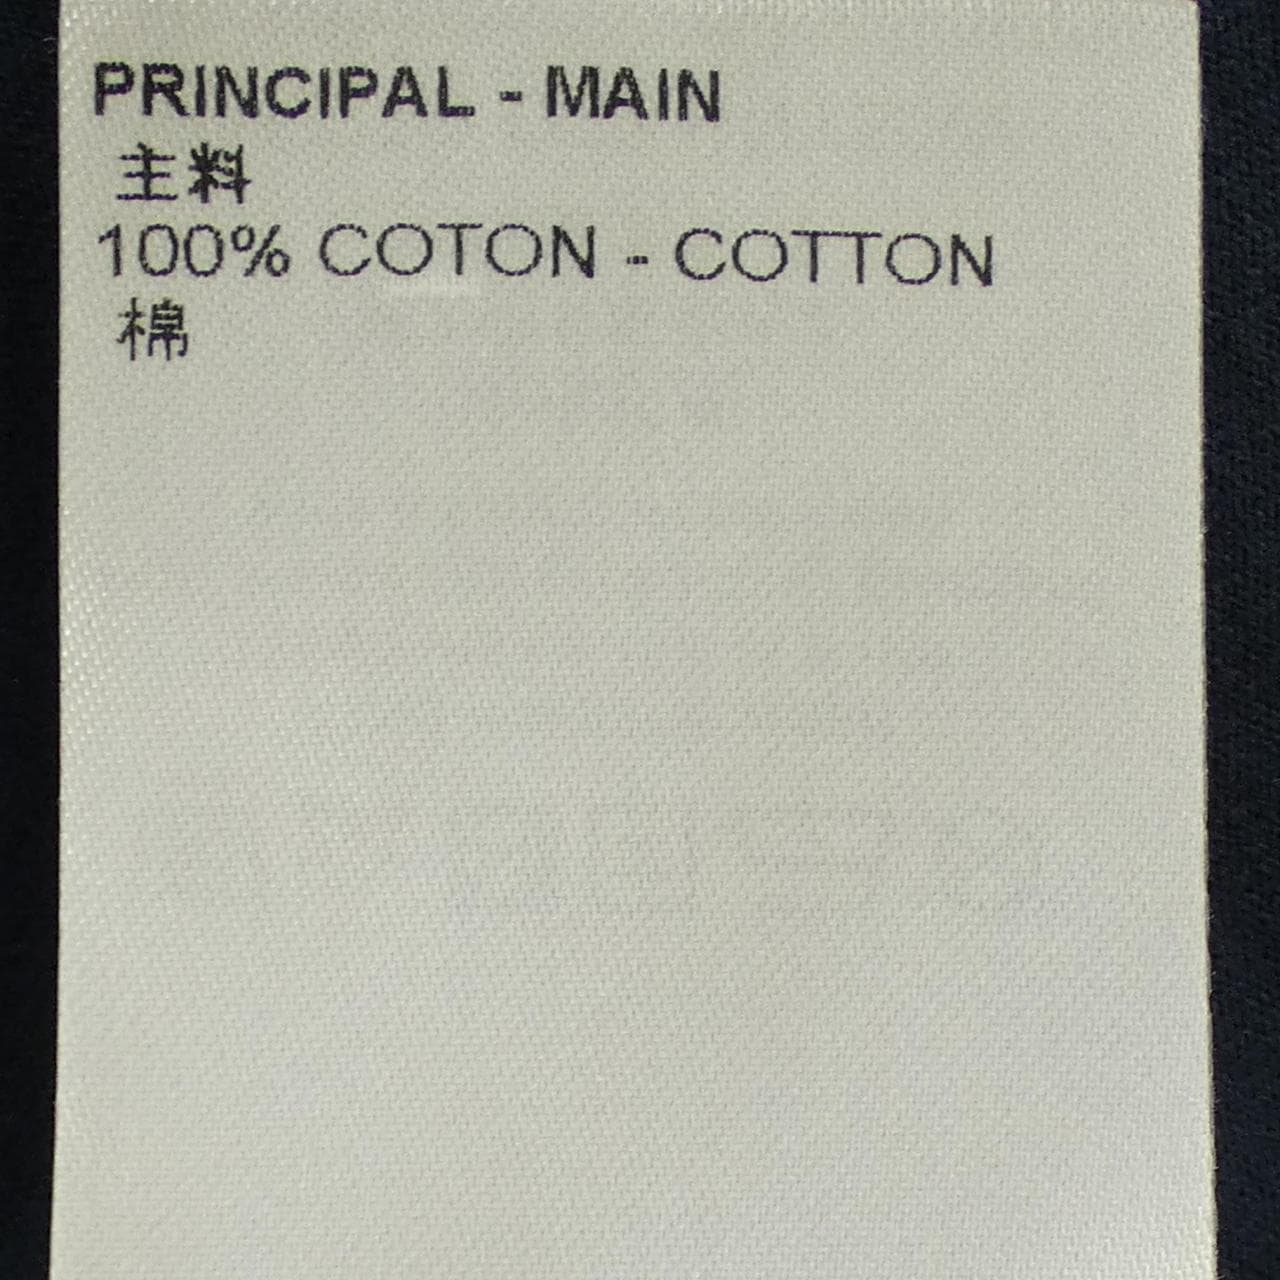 PRINCIPAL - MAIN
主料
100% COTON - COTTON
棉